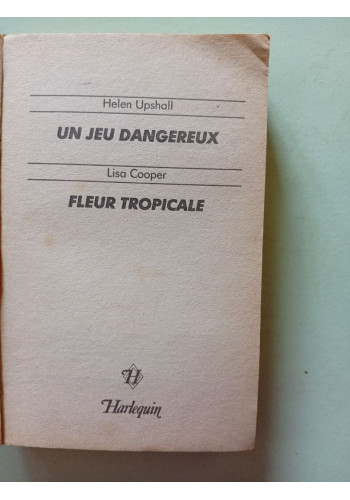 Helen Upshall
UN JEU DANGEREUX
Lisa Cooper
FLEUR TROPICALE
H
Harlequin